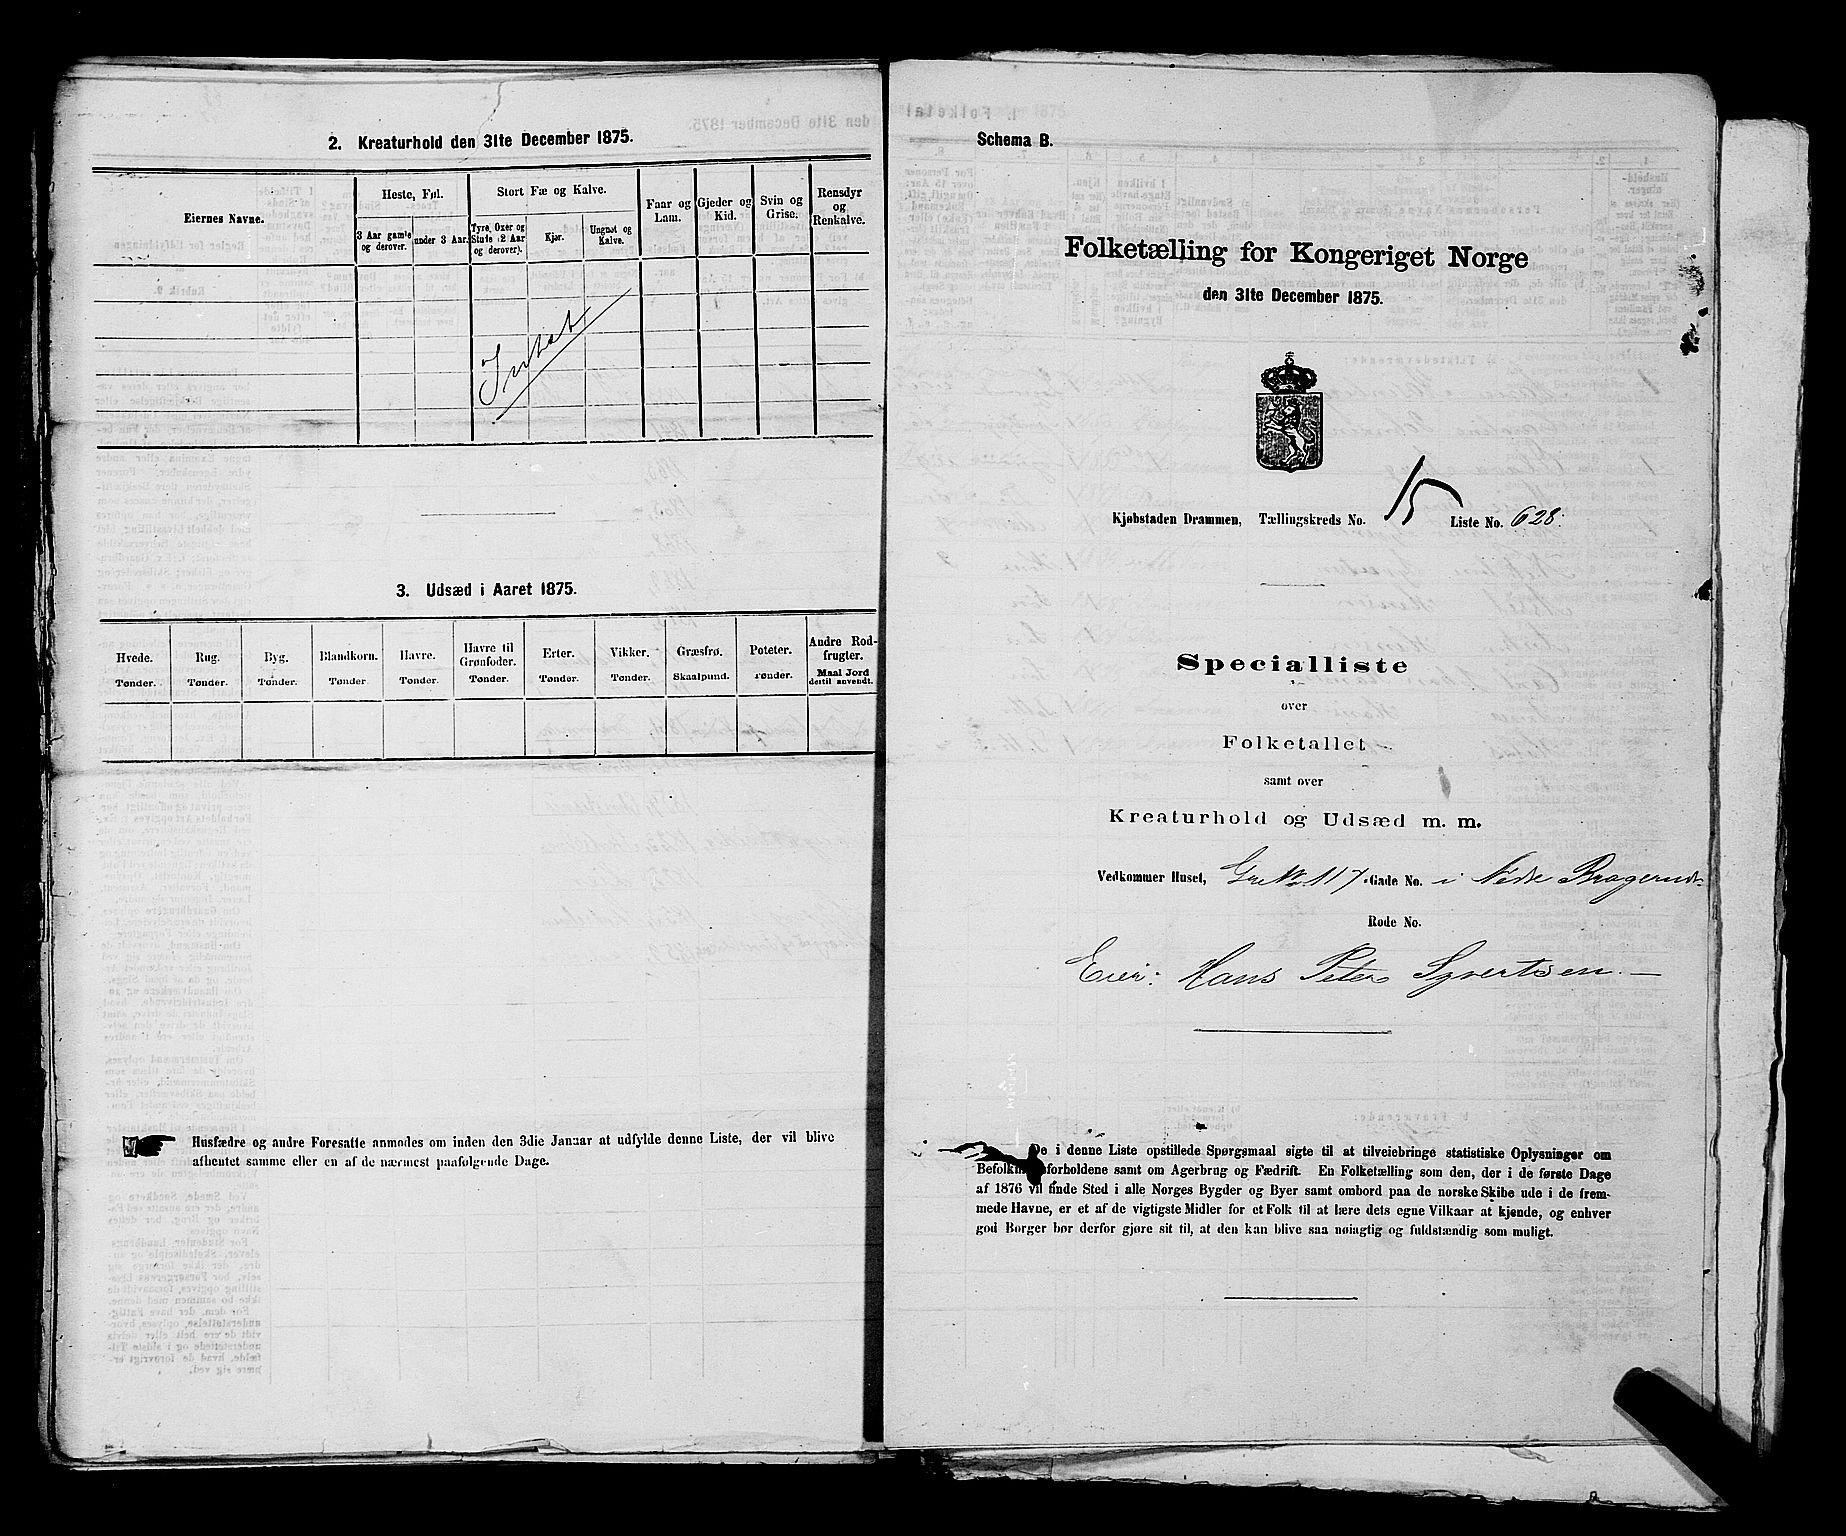 2. Kreaturhold den 31te December 1875.
Eiernes Navne.
Heste, Føl.
3 Aar gamle og derover.
under 3 Aar.
Stort Fæ og Kalve.
Tyre, Oxer og Stude (2 Aar og derover).
Kjør.
Ungnøt og Kalve.
Faar og Lam.
Gjeder og Kid.
Svin og Grise.
Rensdyr og Renkalve.
Intet
3. Udsæd i Aaret 1875.
Hvede. Tønder.
Rug. Tønder.
Byg. Tønder.
Blandkorn. Tønder.
Havre. Tønder.
Havre til Grønfoder. Tønder.
Erter. Tønder.
Vikker. Tønder.
Græsfrø. Skaalpund.
Poteter. Tønder.
Andre Rodfrugter. Maal Jord dertil anvendt.
Husfædre og andre Foresatte anmodes om inden den 3die Januar at udfylde denne Liste, der vil blive
afhentet samme eller en af de nærmest paafølgende Dage.
Schema B.
Folketælling for Kongeriget Norge
den 31te December 1875.
Kjøbstaden Drammen, Tællingskreds No. 15 Liste No. 628.
Specialliste
over
Folketallet
samt over
Kreaturhold og Udsæd m. m.
Vedkommer Huset, Gr. No. 117. Gade No. i Nedre Bragernes
Rode No.
Eier: Hans Peter Syvertsen.
De i denne Liste opstillede Spørgsmaal sigte til at tilveiebringe statistiske Oplysninger om
forholdene samt om Agerbrug og Fædrift. En Folketælling som den, der i de første Dage
af 1876 vil finde Sted i alle Norges Bygder og Byer samt ombord paa de norske Skibe ude i de frem-
mede Havne, er et af de vigtigste Midler for et Folk til at lære dets egne Vilkaar at kjende, og enhver
god Borger bør derfor gjøre sit til, at den kan blive saa nøiagtig og fuldstændig som muligt.